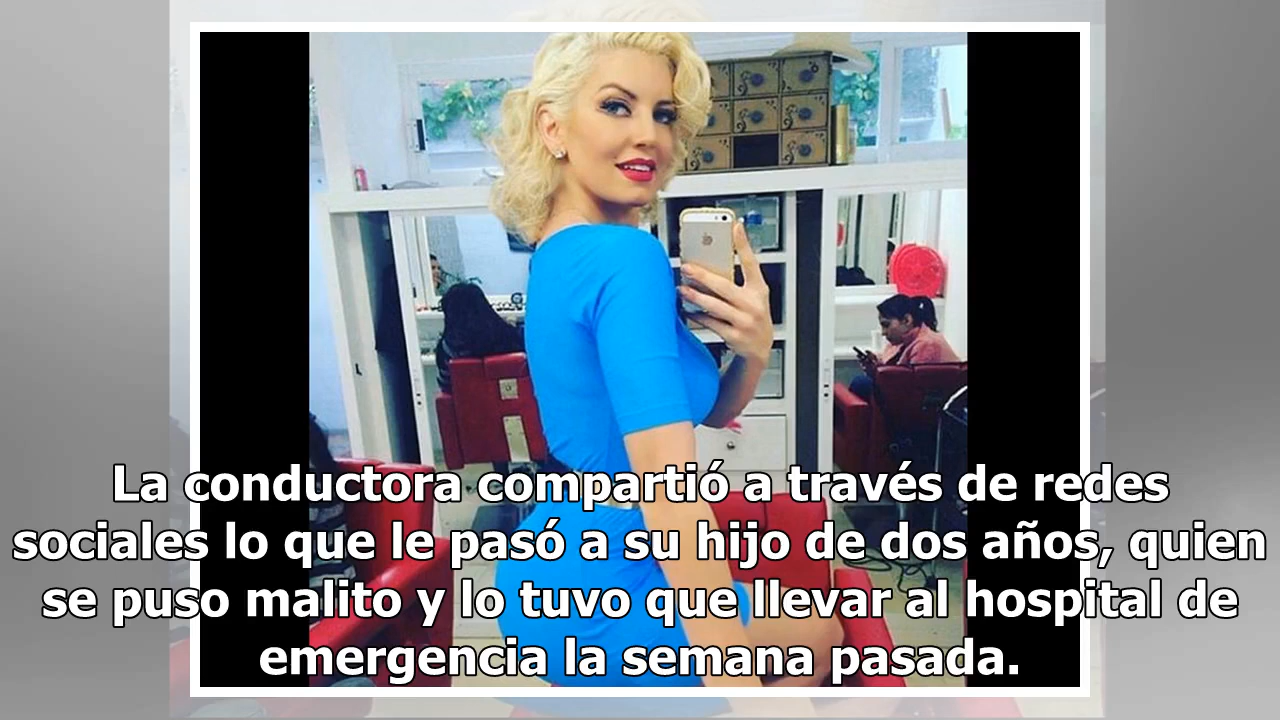 La conductora compartió a través de redes
sociales lo que le pasó a su hijo de dos años, quien
se puso malito y lo tuvo que llevar al hospital de
emergencia la semana pasada.